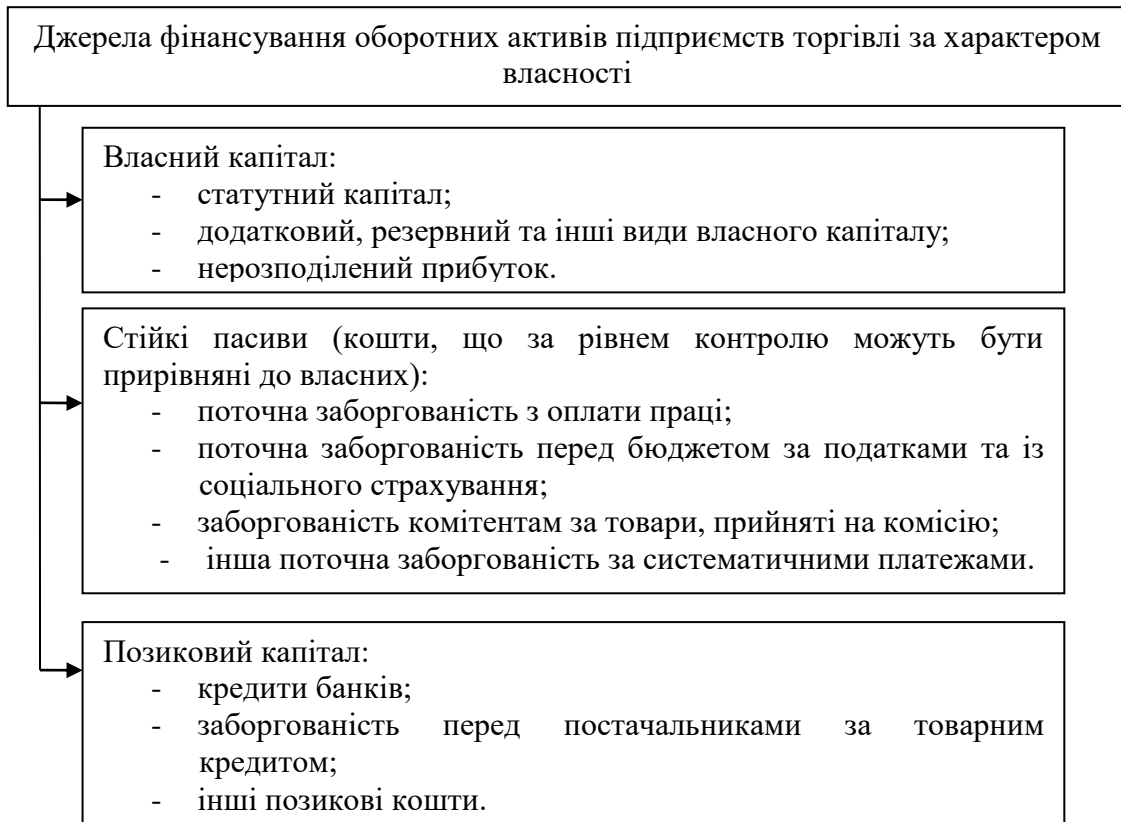 Джерела фінансування оборотних активів підприємств торгівлі за характером
власності
Власний капітал:
- статутний капітал;
- додатковий, резервний та інші види власного капіталу;
- нерозподілений прибуток.
Стійкі пасиви (кошти, що за рівнем контролю можуть бути
прирівняні до власних):
- поточна заборгованість з оплати праці;
- поточна заборгованість перед бюджетом за податками та із
соціального страхування;
- заборгованість комітентам за товари, прийняті на комісію;
- інша поточна заборгованість за систематичними платежами.
Позиковий капітал:
- кредити банків;
- заборгованість перед постачальниками за товарним
кредитом;
- інші позикові кошти.